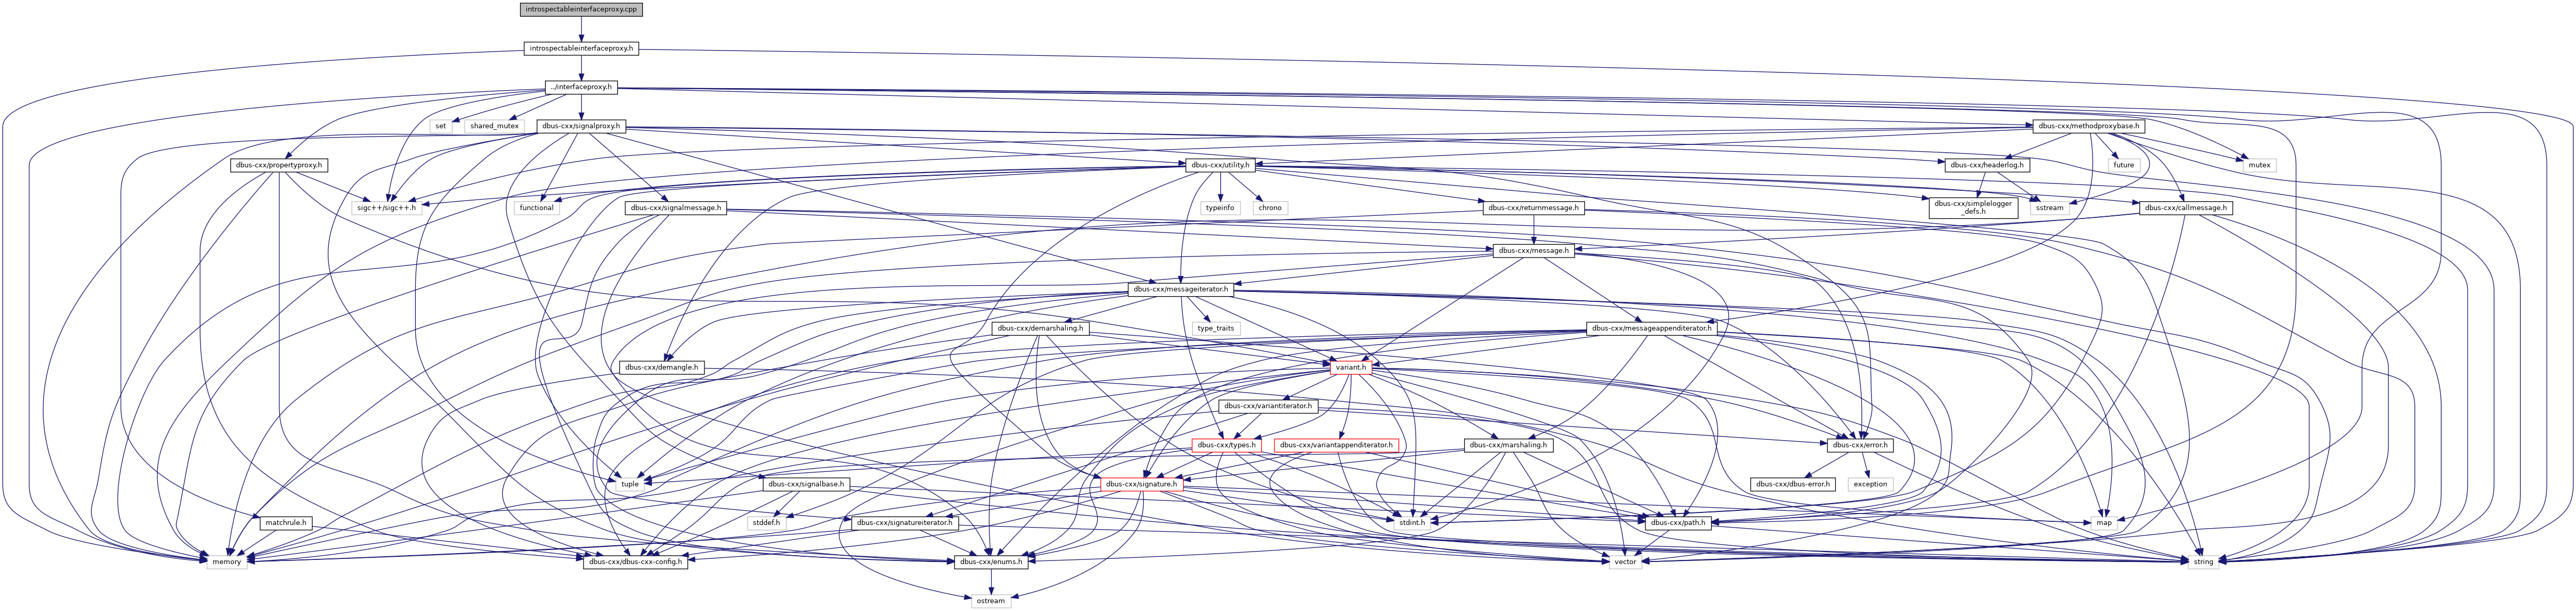 introspectableinterfaceproxy.cpp
introspectableinterfaceproxy.h
../interfaceproxy.h
set
shared_mutex
dbus-cxx/signalproxy.h
dbus-cxx/methodproxybase.h
dbus-cxx/propertyproxy.h
dbus-cxx/utility.h
dbus-cxx/headerlog.h
future
mutex
sigc++/sigc++.h
functional
dbus-cxx/signalmessage.h
typeinfo
chrono
dbus-cxx/returnmessage.h
dbus-cxx/simplelogger
_defs.h
sstream
dbus-cxx/callmessage.h
dbus-cxx/message.h
dbus-cxx/messageiterator.h
dbus-cxx/demarshaling.h
type_traits
dbus-cxx/messageappenditerator.h
dbus-cxx/demangle.h
variant.h
dbus-cxx/variantiterator.h
dbus-cxx/types.h
dbus-cxx/variantappenditerator.h
dbus-cxx/marshaling.h
dbus-cxx/error.h
tuple
dbus-cxx/signalbase.h
dbus-cxx/signature.h
dbus-cxx/dbus-error.h
exception
matchrule.h
stddef.h
dbus-cxx/signatureiterator.h
stdint.h
dbus-cxx/path.h
map
memory
dbus-cxx/dbus-cxx-config.h
dbus-cxx/enums.h
vector
string
ostream